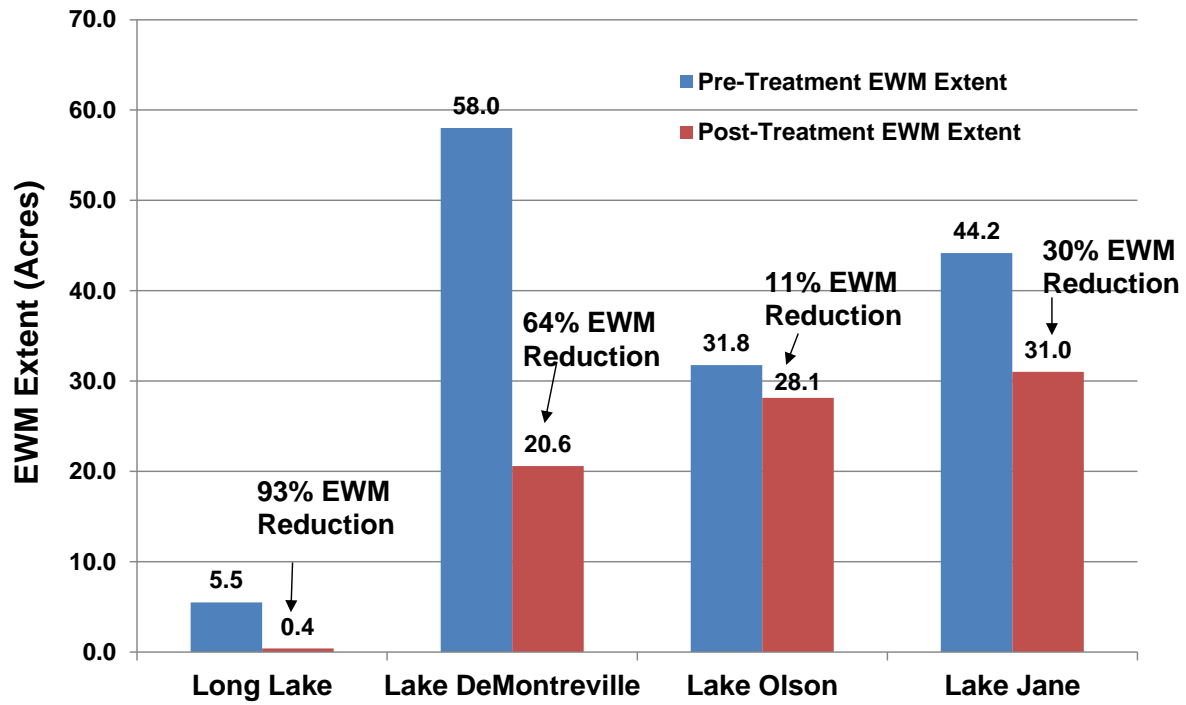 70.0
60.0
50.0
40.0
30.0
20.0
10.0
0.0
EWM Extent (Acres)
Pre-Treatment EWM Extent
Post-Treatment EWM Extent
5.5
93% EWM
Reduction
0.4
58.0
64% EWM
Reduction
20.6
31.8
11% EWM
Reduction
28.1
44.2
30% EWM
Reduction
31.0
Long Lake
Lake DeMontreville
Lake Olson
Lake Jane